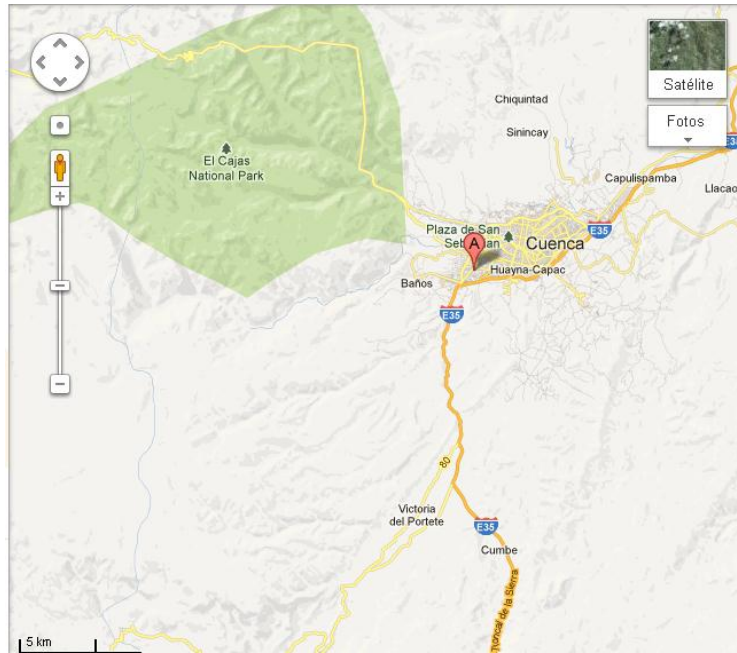 Satélite
Fotos
Chiquintad
Sinincay
El Cajas
National Park
E35
Capulispamba
Llacao
Plaza de San
Sebastian
E35
Cuenca
A
Huayna-Capac
Baños
E35
80
Victoria
del Portete
E35
Cumbe
5 km